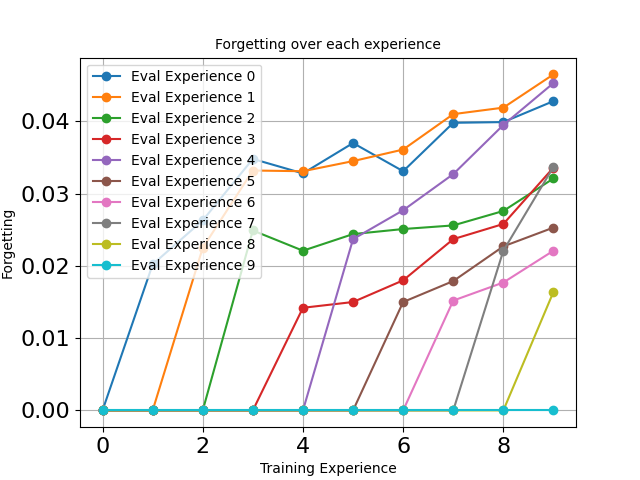 Forgetting over each experience
Eval Experience 0
Eval Experience 1
Eval Experience 2
Eval Experience 3
Eval Experience 4
Eval Experience 5
Eval Experience 6
Eval Experience 7
Eval Experience 8
Eval Experience 9
0.04
0.03
0.02
0.01
0.00
Forgetting
0 2 4 6 8
Training Experience